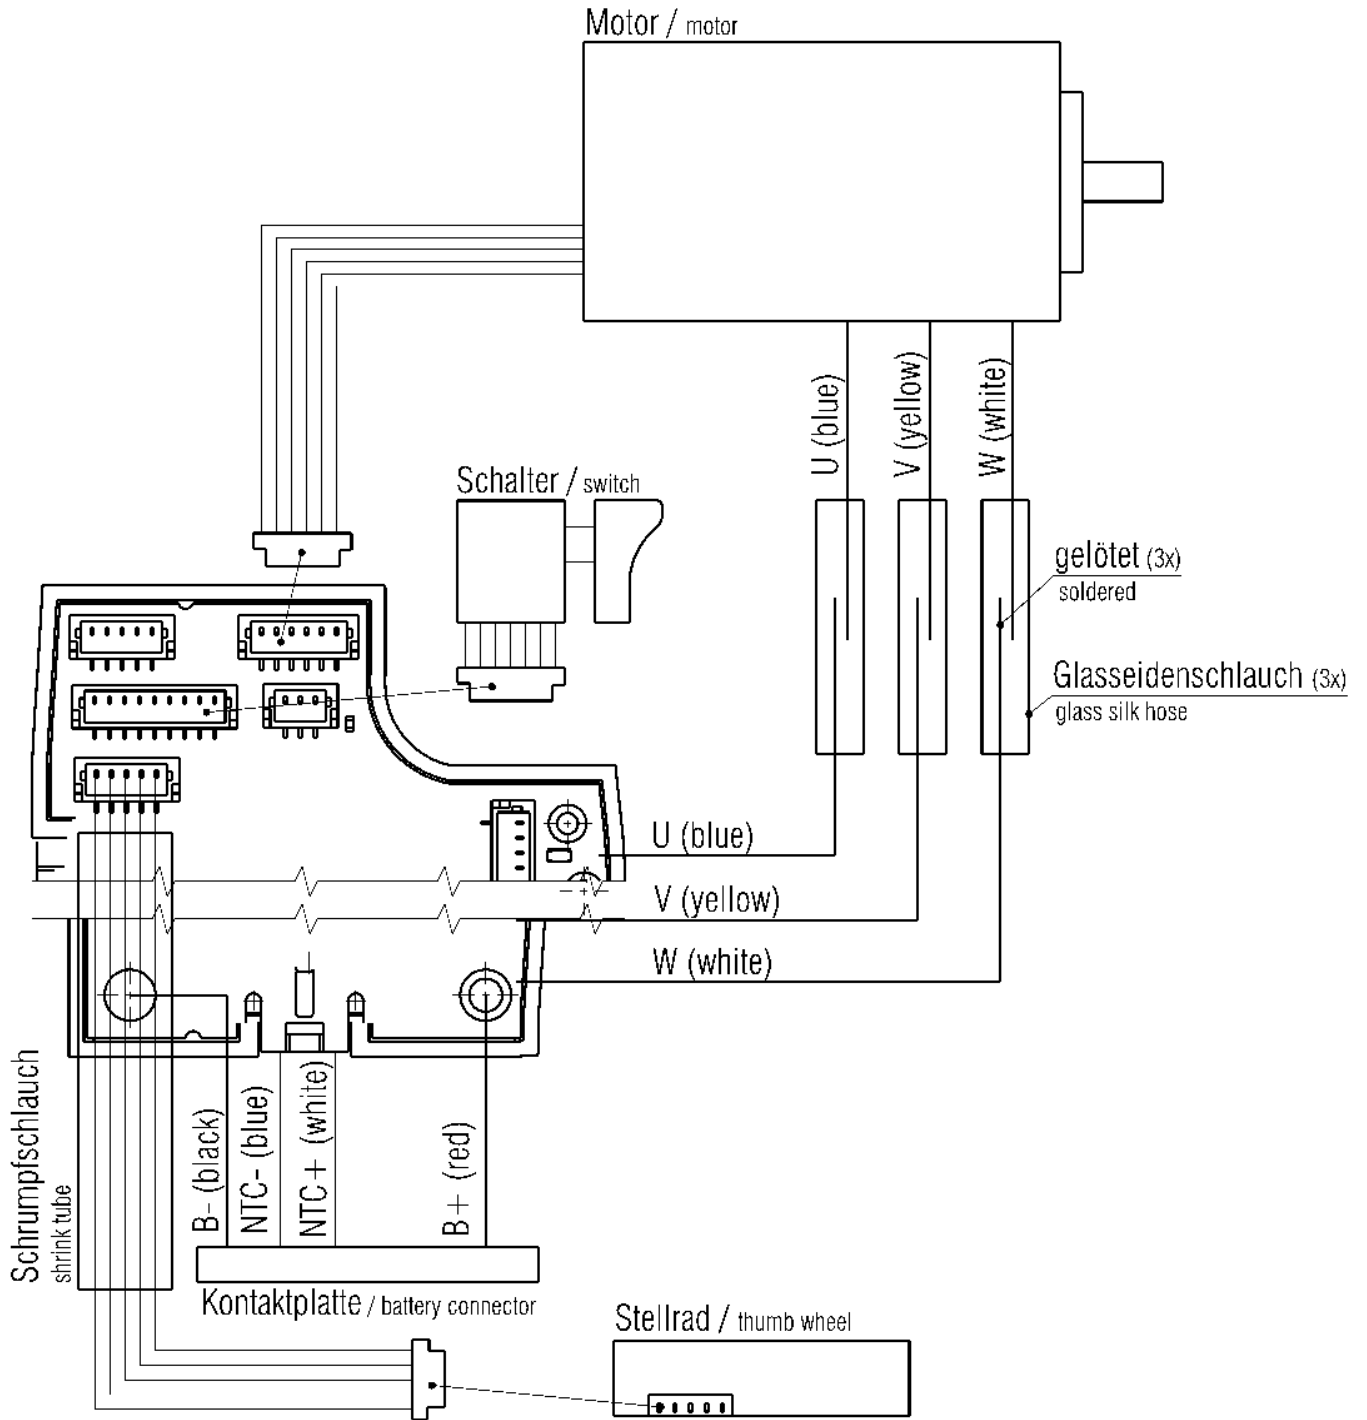 Motor / motor
U (blue)
V (yellow)
W (white)
Schalter / switch
gelötet (3x)
soldered
Glasseidenschlauch (3x)
glass silk hose
U (blue)
V (yellow)
W (white)
Schrumpfschlauch
shrink tube
B- (black)
NTC- (blue)
NTC+ (white)
B+ (red)
Kontaktplatte / battery connector
Stellrad / thumb wheel